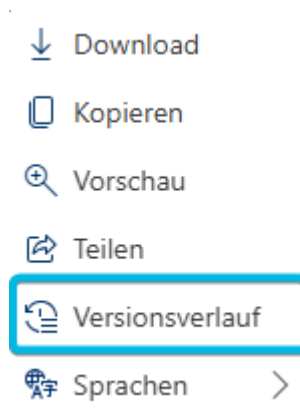 Download
Kopieren
Vorschau
Teilen
Versionsverlauf
Sprachen